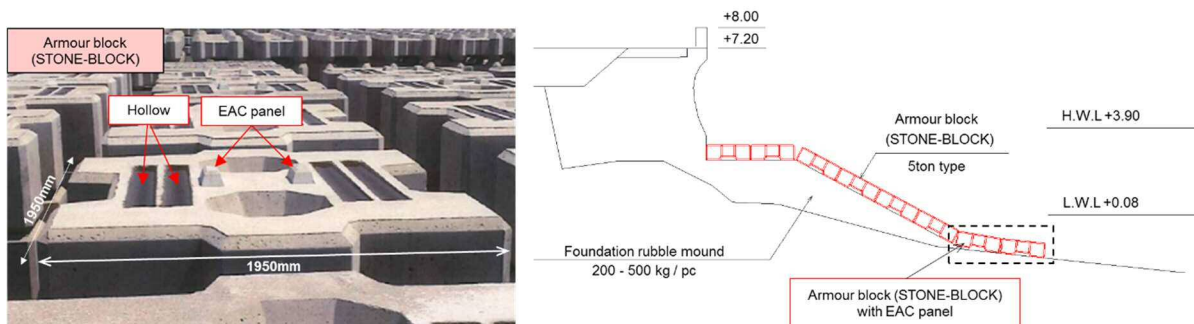 Armour block
(STONE-BLOCK)
Hollow
EAC panel
1950mm
1950mm
+8.00
+7.20
Armour block
(STONE-BLOCK)
5ton type
H.W.L +3.90
L.W.L +0.08
Foundation rubble mound
200 - 500 kg / pc
Armour block (STONE-BLOCK)
with EAC panel